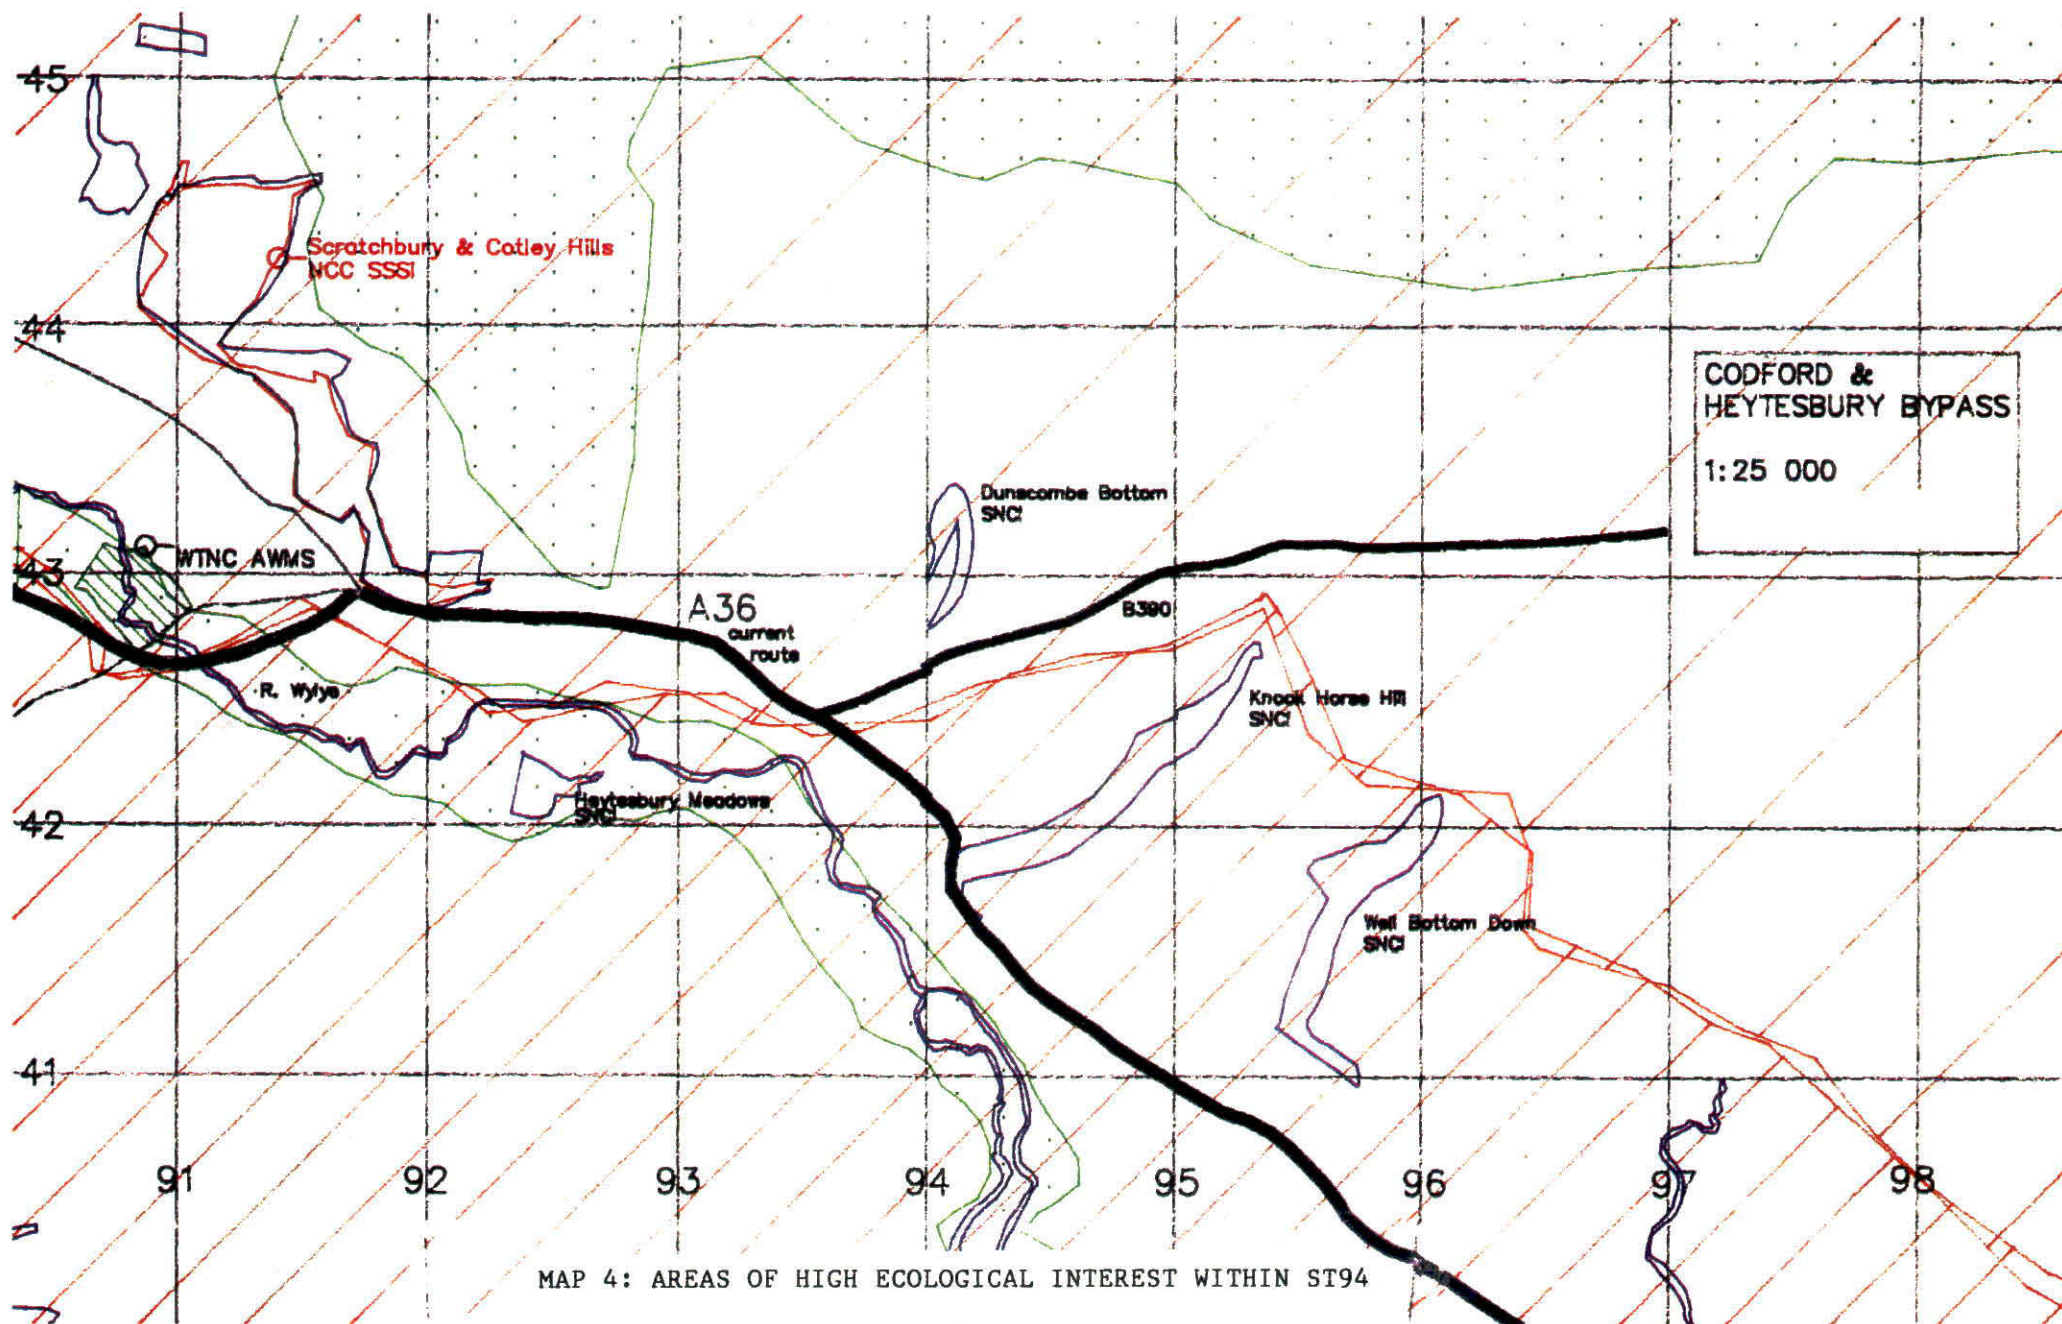 45
Scratchbury & Cotley Hills
NCC SSSI
44
CODFORD &
HEYTESBURY BYPASS
1:25 000
Dunscombe Bottom
SNCI
WTNC AWMS
43
A36
current
route
B390
R. Wylye
Knook Horse Hill
SNCI
Heytesbury Meadows
SNCI
42
Well Bottom Down
SNCI
41
91
92
93
94
95
96
97
98
MAP 4: AREAS OF HIGH ECOLOGICAL INTEREST WITHIN ST94